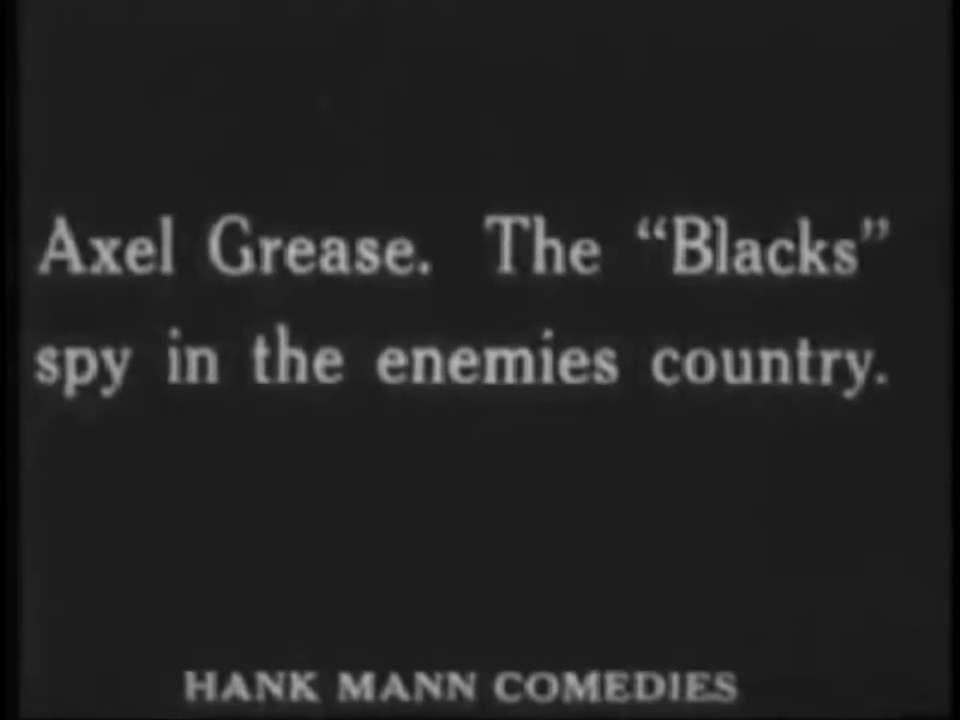 Axel Grease. The “Blacks”
spy in the enemies country.
HANK MANN COMEDIES